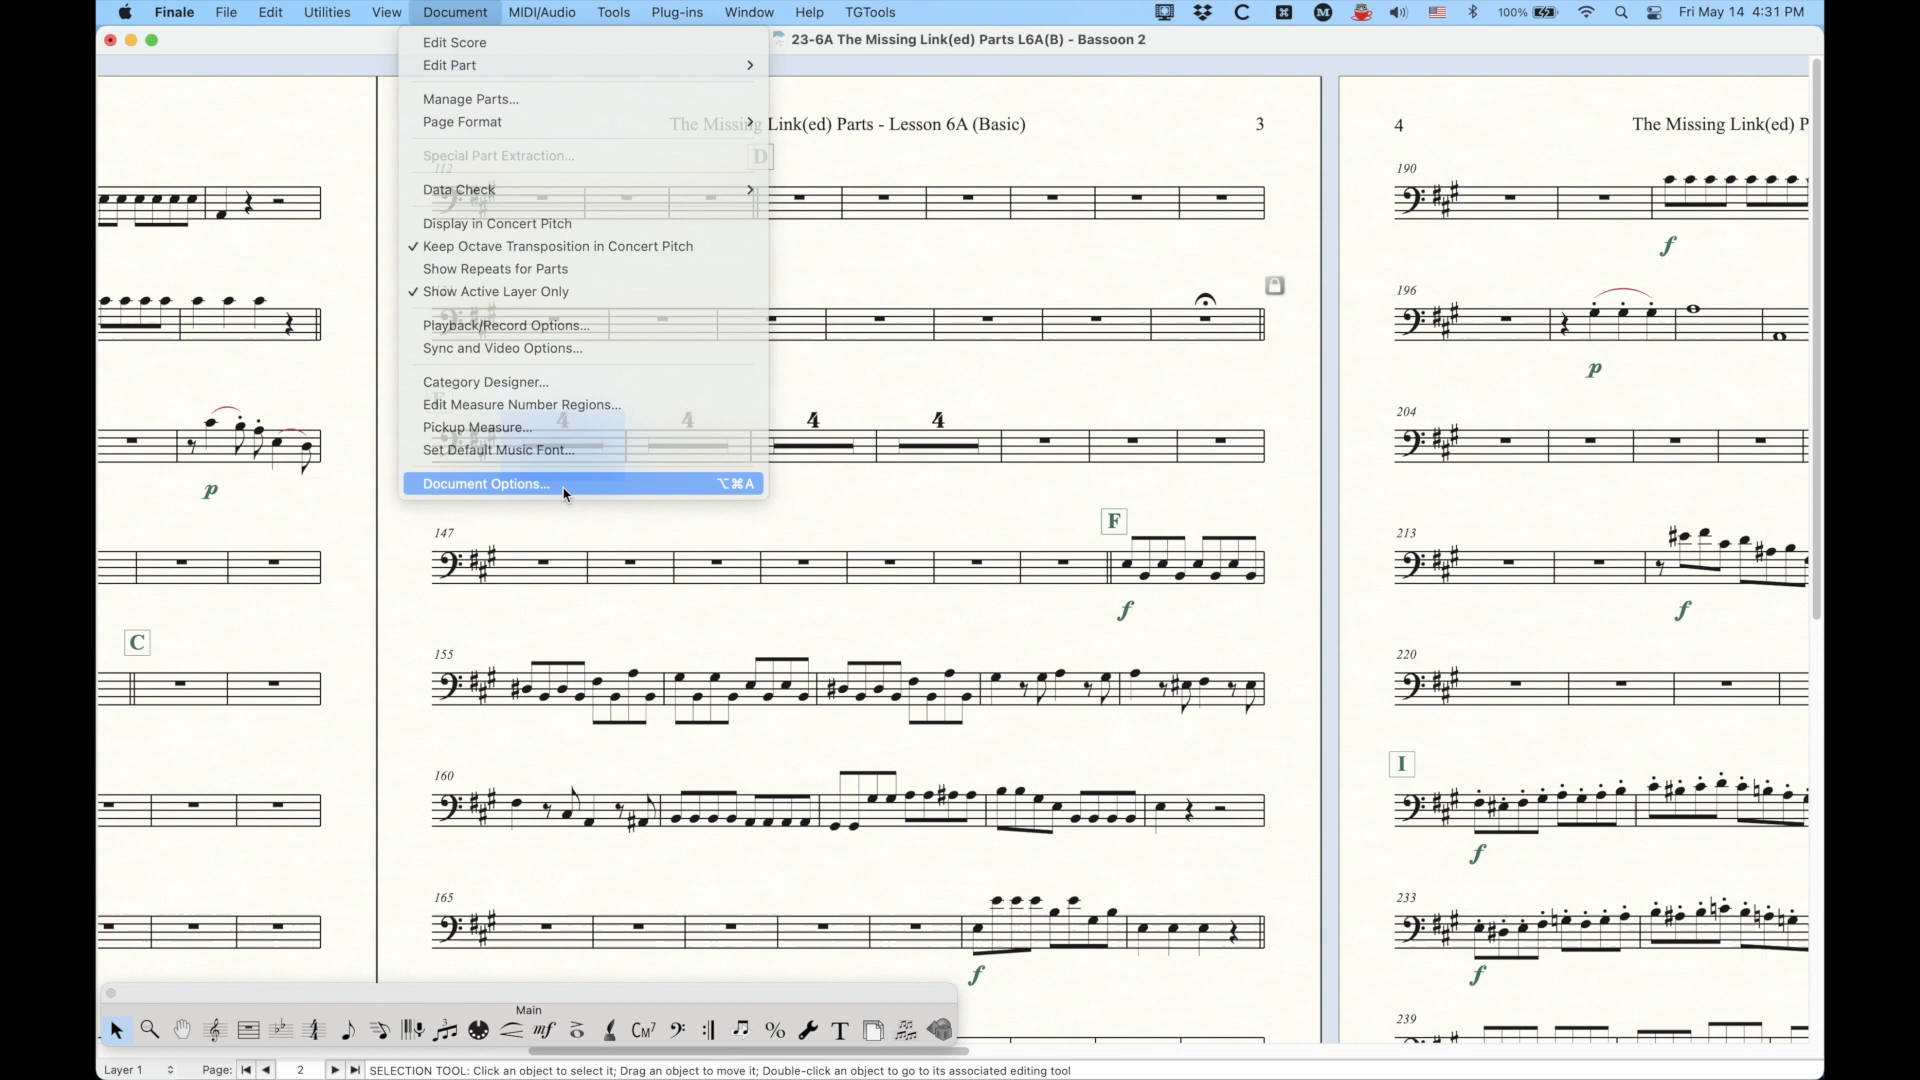 Finale File Edit Utilities View Document MIDI/Audio Tools Plug-ins Window Help TGTools 100% Fri May 14 4:31 PM
23-6A The Missing Link(ed) Parts L6A(B) - Bassoon 2
Edit Score
Edit Part
Manage Parts...
Page Format
Special Part Extraction...
Data Check
Display in Concert Pitch
✓ Keep Octave Transposition in Concert Pitch
Show Repeats for Parts
✓ Show Active Layer Only
Playback/Record Options...
Sync and Video Options...
Category Designer...
Edit Measure Number Regions...
Pickup Measure...
Set Default Music Font...
Document Options... ⌥⌘A
p
C
The Missing Link(ed) Parts - Lesson 6A (Basic) 3
112
D
4 4 4 4
147
F
f
155
160
165
f
4 The Missing Link(ed) P
190
f
196
p
204
213
f
220
I
f
233
f
239
Main
mf CM7 % T
Layer 1 Page: 2 SELECTION TOOL: Click an object to select it; Drag an object to move it; Double-click an object to go to its associated editing tool